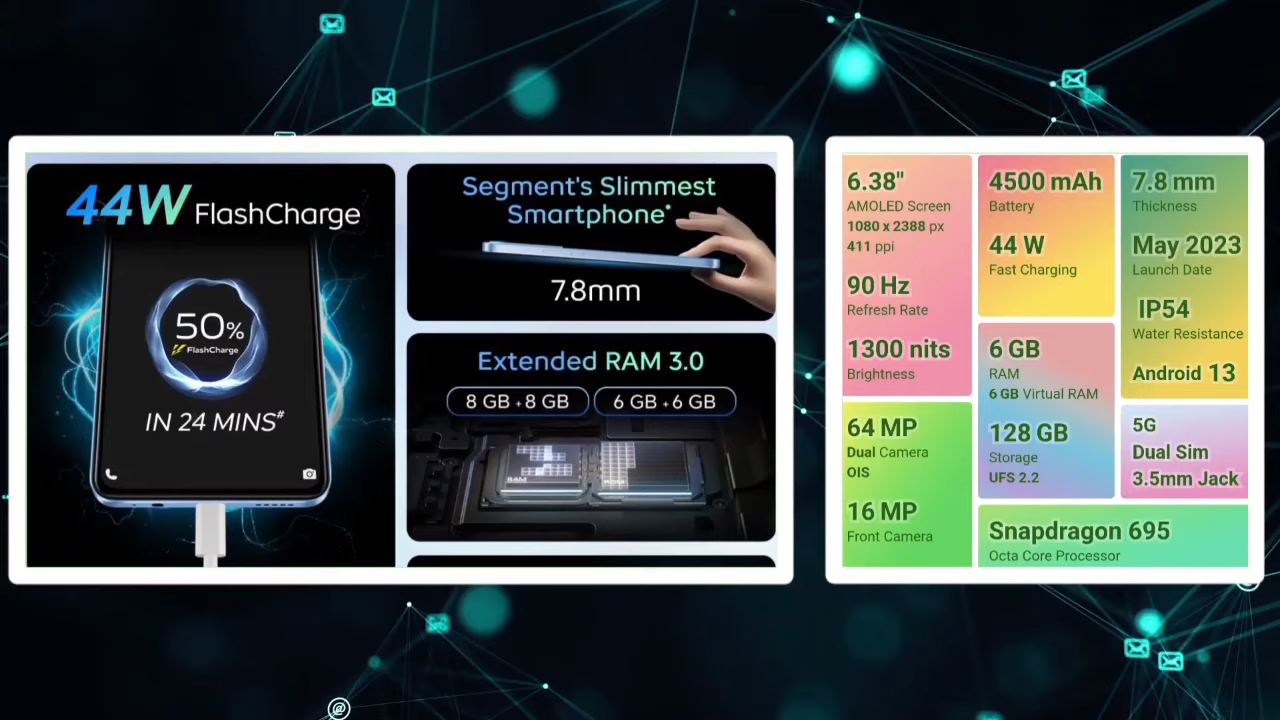 44W FlashCharge
50%
FlashCharge
IN 24 MINS#
Segment's Slimmest
Smartphone*
7.8mm
Extended RAM 3.0
8 GB + 8 GB
6 GB + 6 GB
RAM
ROM
6.38"
AMOLED Screen
1080 x 2388 px
411 ppi
90 Hz
Refresh Rate
1300 nits
Brightness
64 MP
Dual Camera
OIS
16 MP
Front Camera
4500 mAh
Battery
44 W
Fast Charging
6 GB
RAM
6 GB Virtual RAM
128 GB
Storage
UFS 2.2
7.8 mm
Thickness
May 2023
Launch Date
IP54
Water Resistance
Android 13
5G
Dual Sim
3.5mm Jack
Snapdragon 695
Octa Core Processor